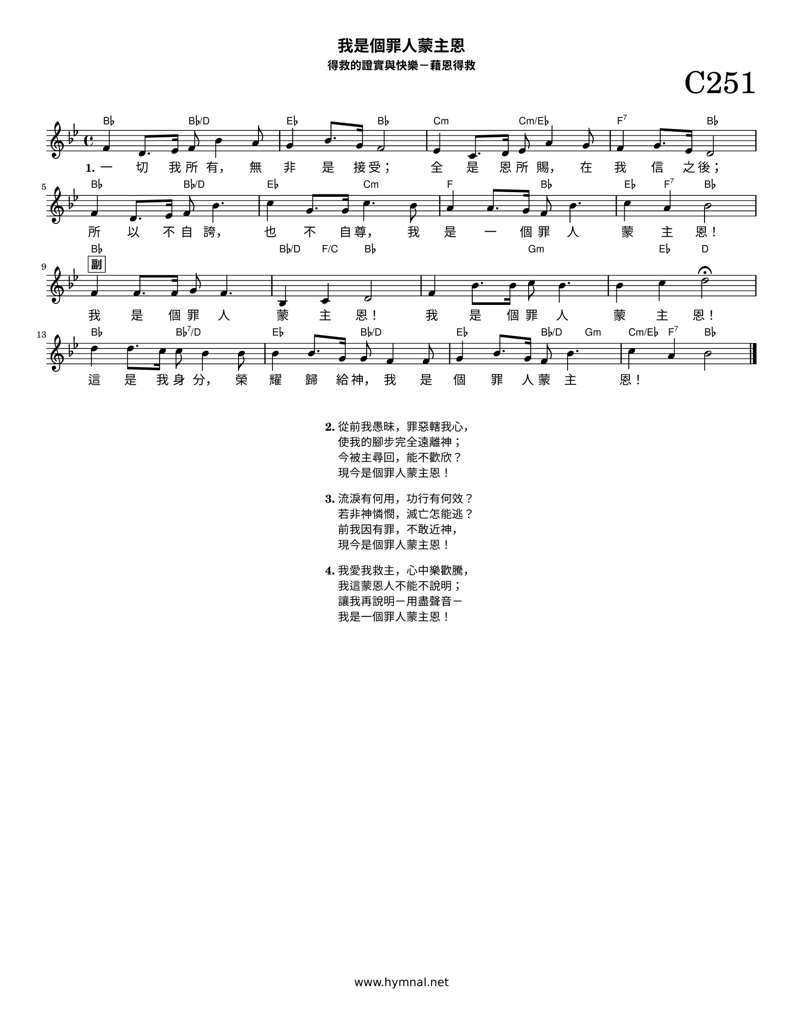 我是個罪人蒙主恩
得救的證實與快樂－藉恩得救
C251
B♭ B♭/D E♭ B♭ Cm Cm/E♭ F7 B♭
1. 一 切 我 所 有， 無 非 是 接 受； 全 是 恩 所 賜， 在 我 信 之 後；
5 B♭ B♭/D E♭ Cm F B♭ E♭ F7 B♭
所 以 不 自 誇， 也 不 自 尊， 我 是 一 個 罪 人 蒙 主 恩！
B♭ B♭/D F/C B♭ Gm E♭ D
9 副
我 是 個 罪 人 蒙 主 恩！ 我 是 個 罪 人 蒙 主 恩！
13 B♭ B♭7/D E♭ B♭/D E♭ B♭/D Gm Cm/E♭ F7 B♭
這 是 我 身 分， 榮 耀 歸 給 神， 我 是 個 罪 人 蒙 主 恩！
2. 從前我愚昧，罪惡轄我心，
使我的腳步完全遠離神；
今被主尋回，能不歡欣？
現今是個罪人蒙主恩！
3. 流淚有何用，功行有何效？
若非神憐憫，滅亡怎能逃？
前我因有罪，不敢近神，
現今是個罪人蒙主恩！
4. 我愛我救主，心中樂歡騰，
我這蒙恩人不能不說明；
讓我再說明－用盡聲音－
我是一個罪人蒙主恩！
www.hymnal.net